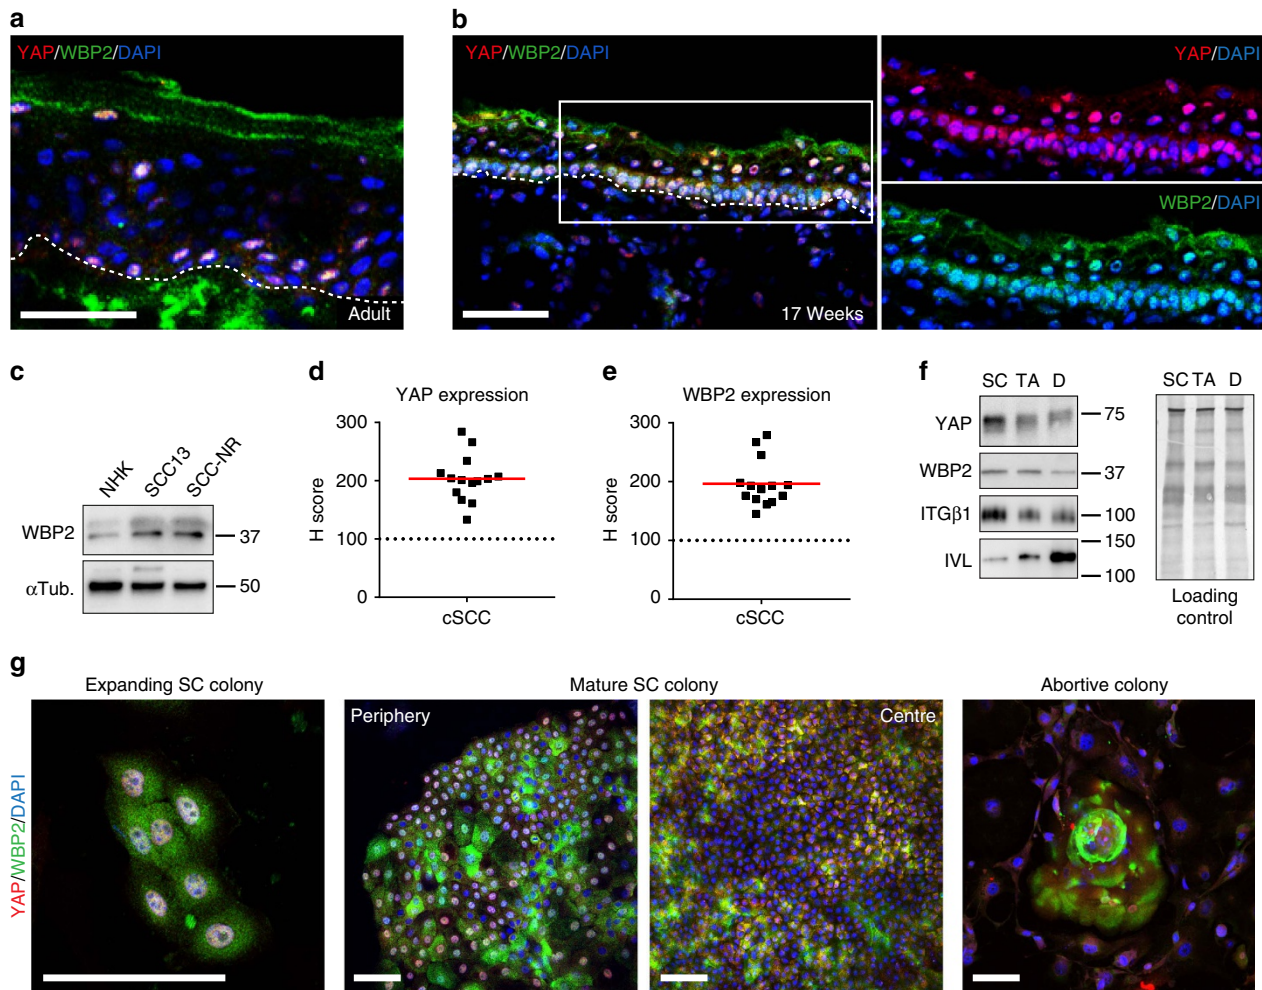 a
YAP/WBP2/DAPI
Adult
b
YAP/WBP2/DAPI
17 Weeks
YAP/DAPI
WBP2/DAPI
c
NHK
SCC13
SCC-NR
WBP2
37
αTub.
50
d
YAP expression
H score
300
200
100
0
cSCC
e
WBP2 expression
H score
300
200
100
0
cSCC
f
SC TA D
YAP
75
WBP2
37
ITGβ1
100
IVL
150
100
SC TA D
Loading
control
g
Expanding SC colony
Mature SC colony
Abortive colony
YAP/WBP2/DAPI
Periphery
Centre